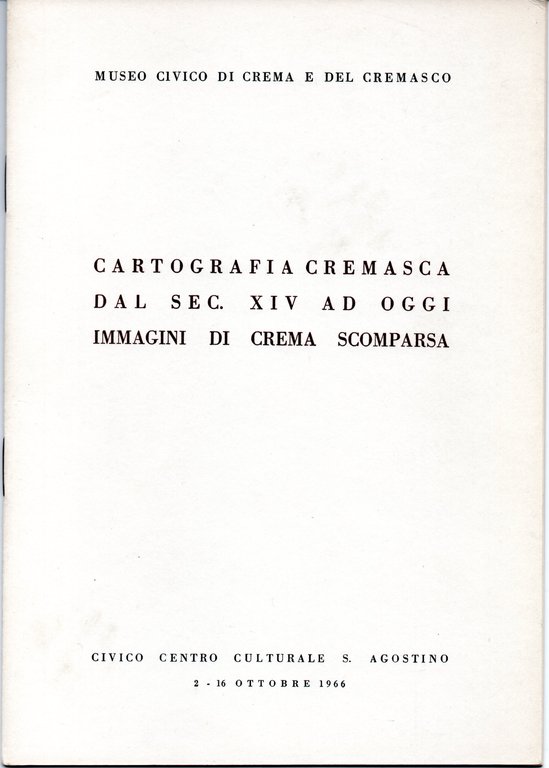 MUSEO CIVICO DI CREMA E DEL CREMASCO
CARTOGRAFIA CREMASCA
DAL SEC. XIV AD OGGI
IMMAGINI DI CREMA SCOMPARSA
CIVICO CENTRO CULTURALE S. AGOSTINO
2 - 16 OTTOBRE 1966